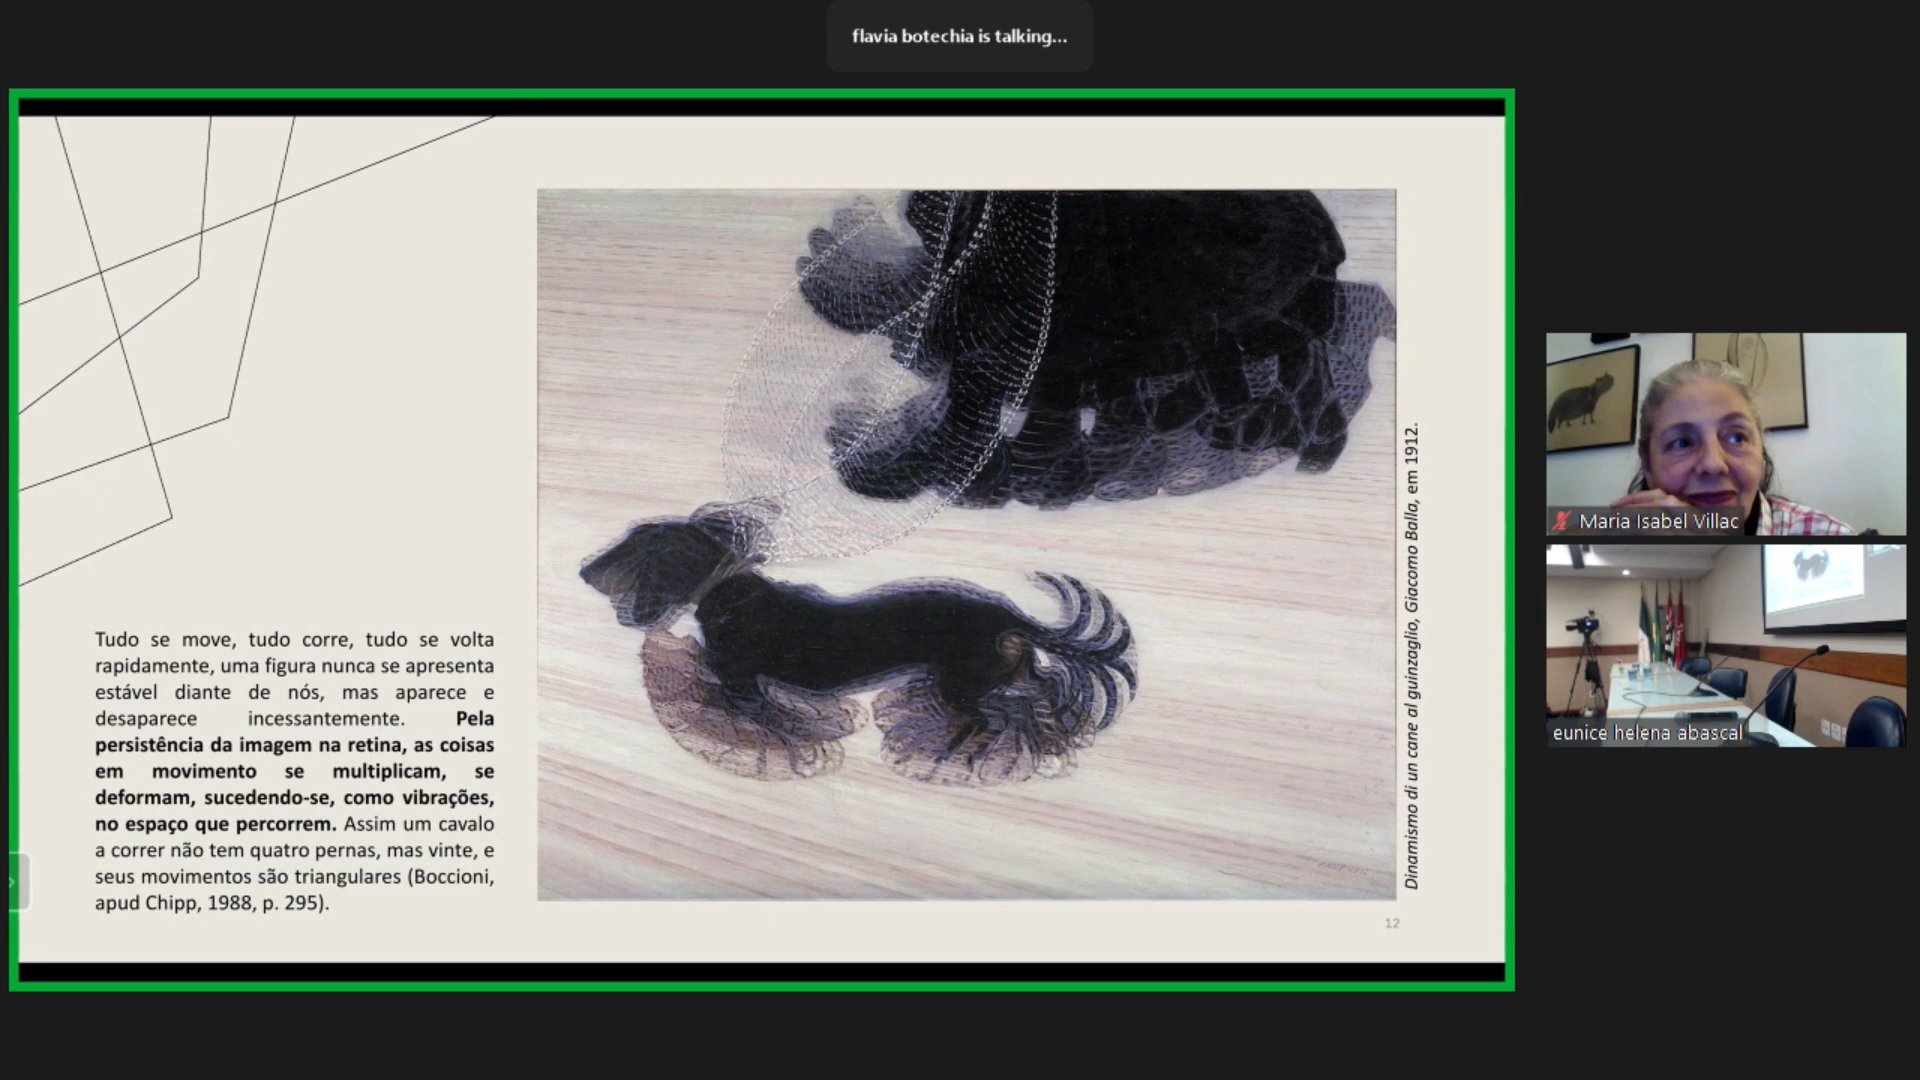 flavia botechia is talking...
Tudo se move, tudo corre, tudo se volta
rapidamente, uma figura nunca se apresenta
estável diante de nós, mas aparece e
desaparece incessantemente. Pela
persistência da imagem na retina, as coisas
em movimento se multiplicam, se
deformam, sucedendo-se, como vibrações,
no espaço que percorrem. Assim um cavalo
a correr não tem quatro pernas, mas vinte, e
seus movimentos são triangulares (Boccioni,
apud Chipp, 1988, p. 295).
Dinamismo di un cane al guinzaglio, Giacomo Balla, em 1912.
12
Maria Isabel Villac
eunice helena abascal